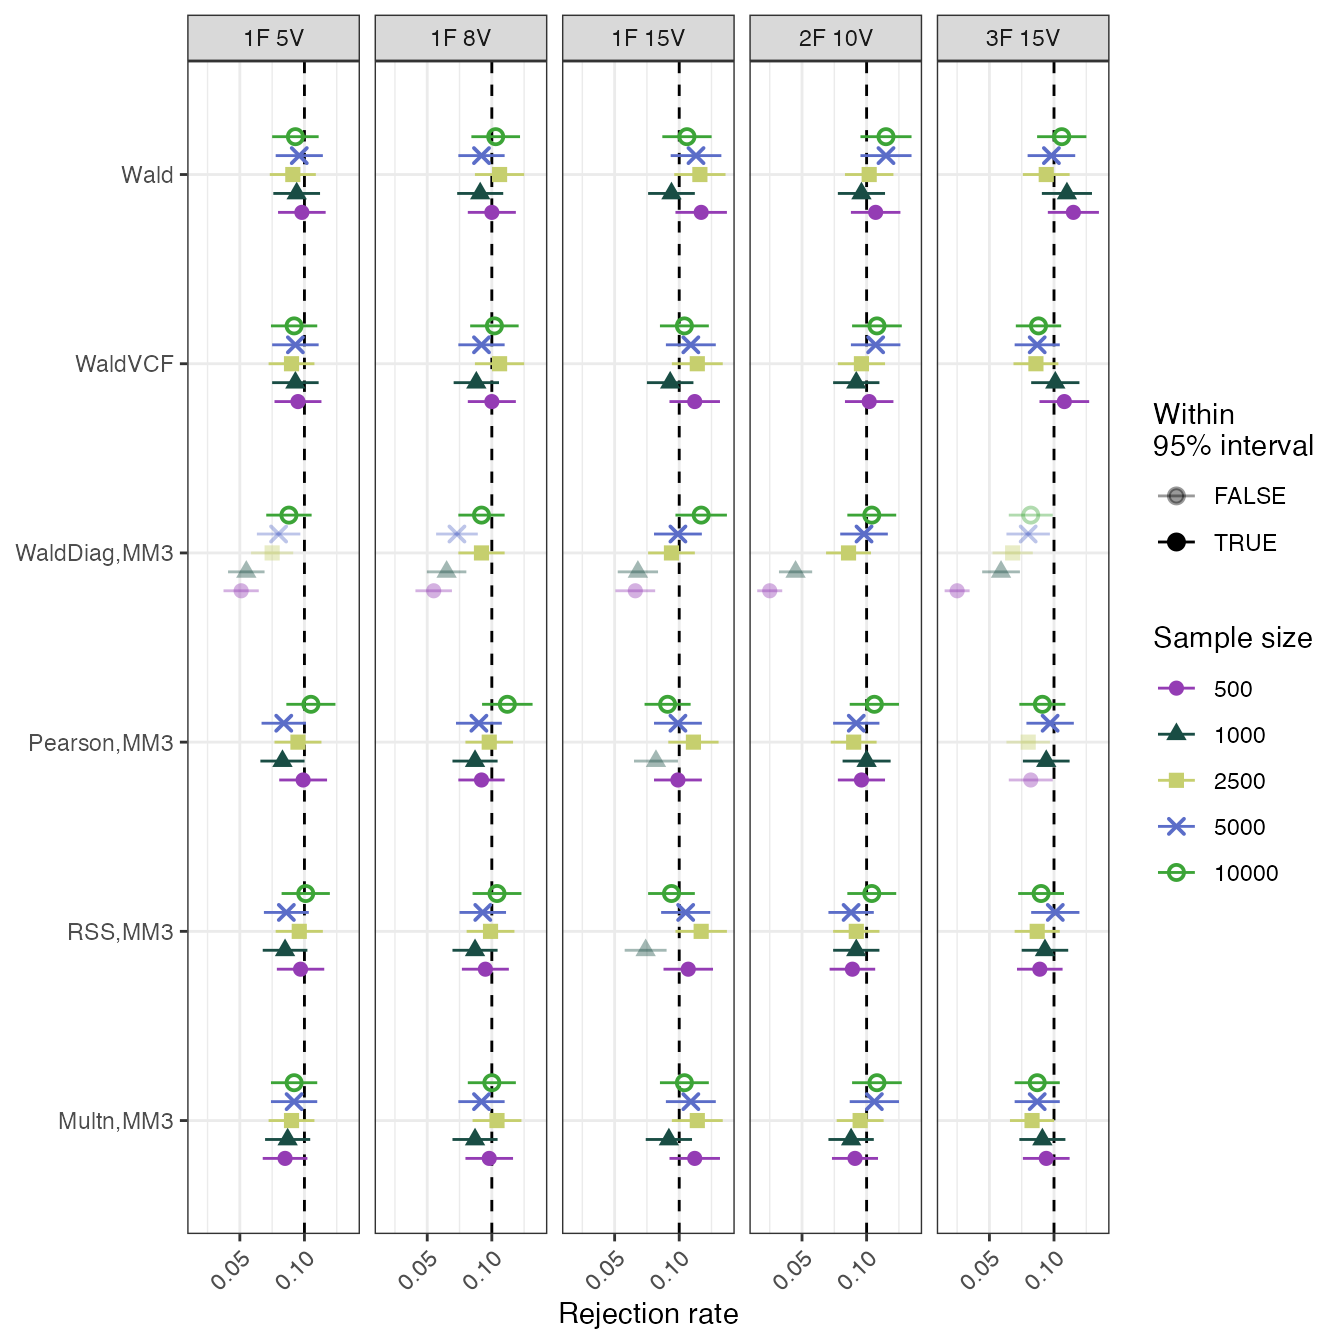 1F 5V
1F 8V
1F 15V
2F 10V
3F 15V
Wald
WaldVCF
WaldDiag,MM3
Pearson,MM3
RSS,MM3
Multn,MM3
0.05 0.10
0.05 0.10
0.05 0.10
0.05 0.10
0.05 0.10
Rejection rate
Within
95% interval
FALSE
TRUE
Sample size
500
1000
2500
5000
10000